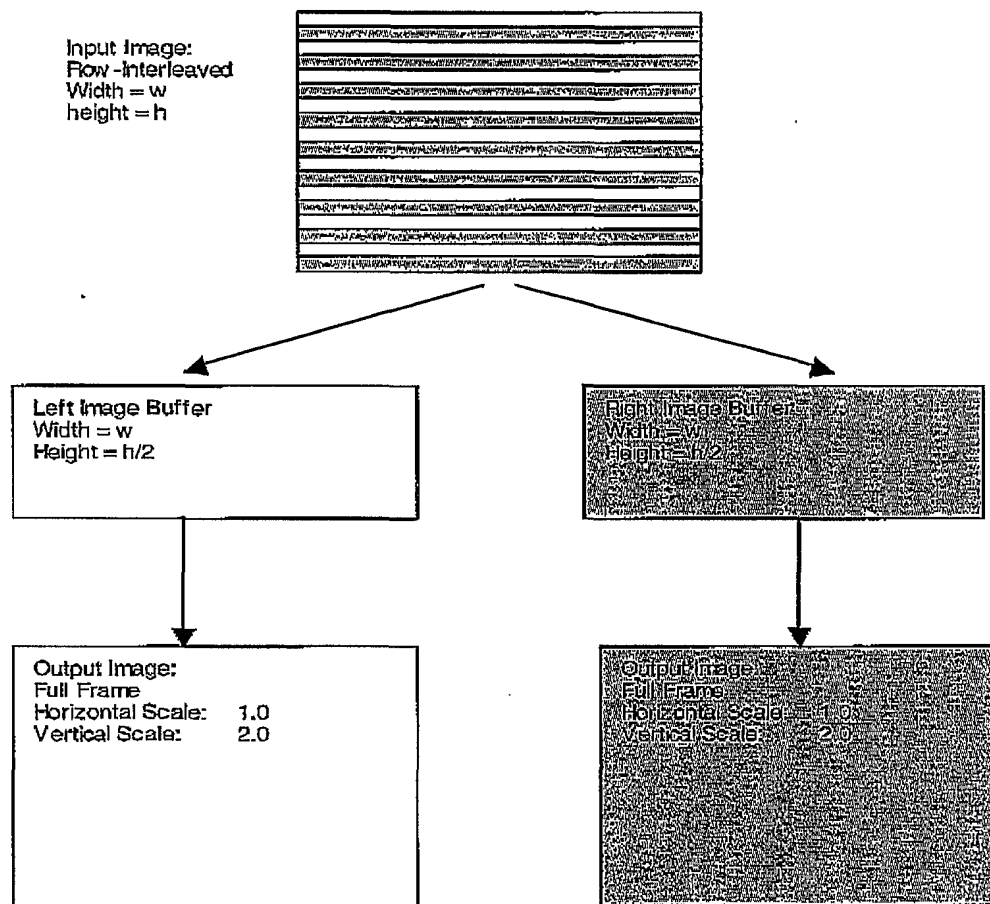 Input Image:
Row-Interleaved
Width = w
height = h
Left Image Buffer
Width = w
Height = h/2
Right Image Buffer
Width = w
Height = h/2
Output Image:
Full Frame
Horizontal Scale: 1.0
Vertical Scale: 2.0
Output Image
Full Frame
Horizontal Scale: 1.0
Vertical Scale: 2.0